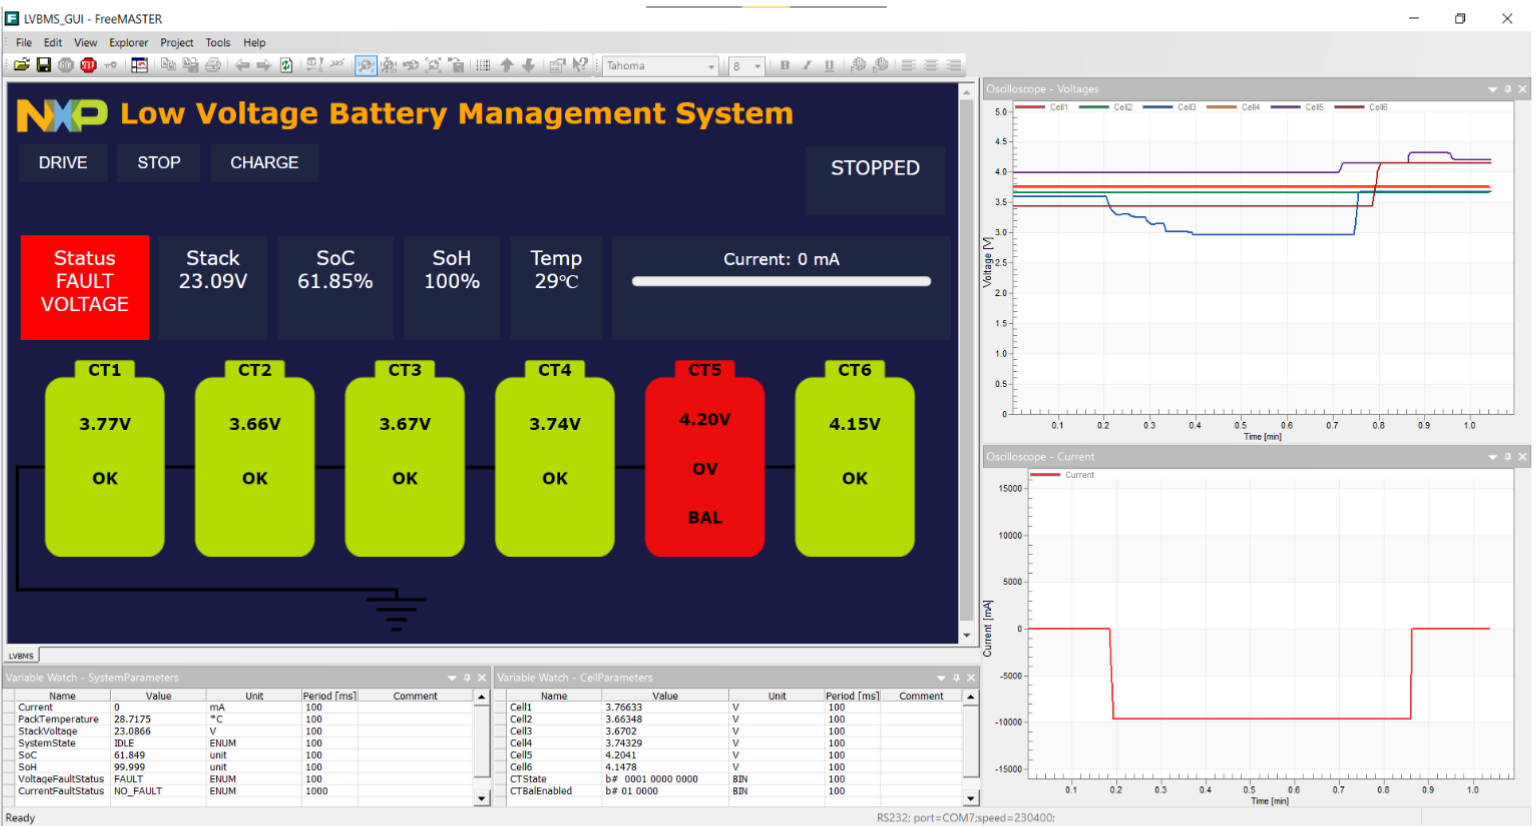 LVBMS_GUI - FreeMASTER
File Edit View Explorer Project Tools Help
Tahoma 8 B I U
NXP Low Voltage Battery Management System
DRIVE STOP CHARGE
STOPPED
Status
FAULT
VOLTAGE
Stack
23.09V
SoC
61.85%
SoH
100%
Temp
29℃
Current: 0 mA
CT1
3.77V
OK
CT2
3.66V
OK
CT3
3.67V
OK
CT4
3.74V
OK
CT5
4.20V
OV
BAL
CT6
4.15V
OK
LVBMS
Oscilloscope - Voltages
Cell1 Cell2 Cell3 Cell4 Cell5 Cell6
5.0
4.5
4.0
3.5
3.0
2.5
2.0
1.5
1.0
0.5
0
Voltage [V]
0.1 0.2 0.3 0.4 0.5 0.6 0.7 0.8 0.9 1.0
Time [min]
Oscilloscope - Current
Current
15000
10000
5000
0
-5000
-10000
-15000
Current [mA]
0.1 0.2 0.3 0.4 0.5 0.6 0.7 0.8 0.9 1.0
Time [min]
Variable Watch - SystemParameters
Name Value Unit Period [ms] Comment
Current 0 mA 100
PackTemperature 28.7175 °C 100
StackVoltage 23.0866 V 100
SystemState IDLE ENUM 100
SoC 61.849 unit 100
SoH 99.999 unit 100
VoltageFaultStatus FAULT ENUM 100
CurrentFaultStatus NO_FAULT ENUM 1000
Variable Watch - CellParameters
Name Value Unit Period [ms] Comment
Cell1 3.76633 V 100
Cell2 3.66348 V 100
Cell3 3.6702 V 100
Cell4 3.74329 V 100
Cell5 4.2041 V 100
Cell6 4.1478 V 100
CTState b# 0001 0000 0000 BIN 100
CTBalEnabled b# 01 0000 BIN 100
Ready
RS232; port=COM7;speed=230400;